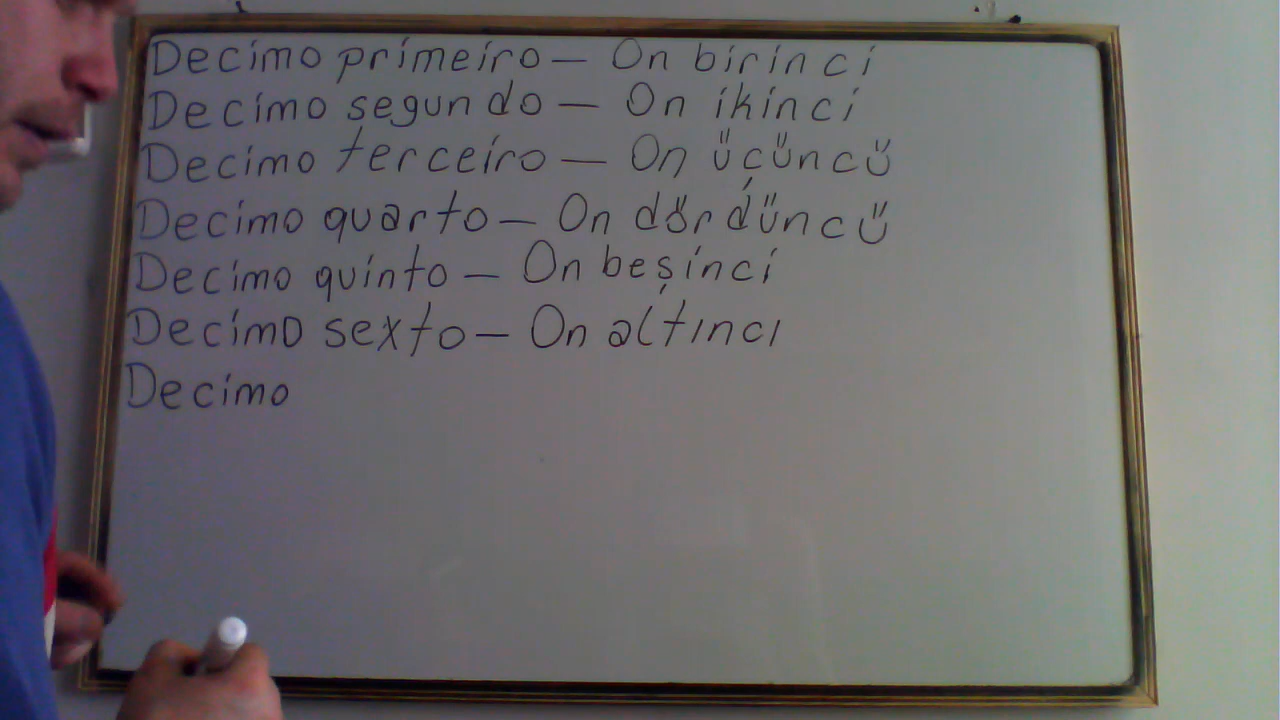 Decimo primeiro — On birinci
Decimo segundo — On ikinci
Decimo terceiro — On üçüncü
Decimo quarto — On dördüncü
Decimo quinto — On beşinci
Decimo sexto — On altıncı
Decimo